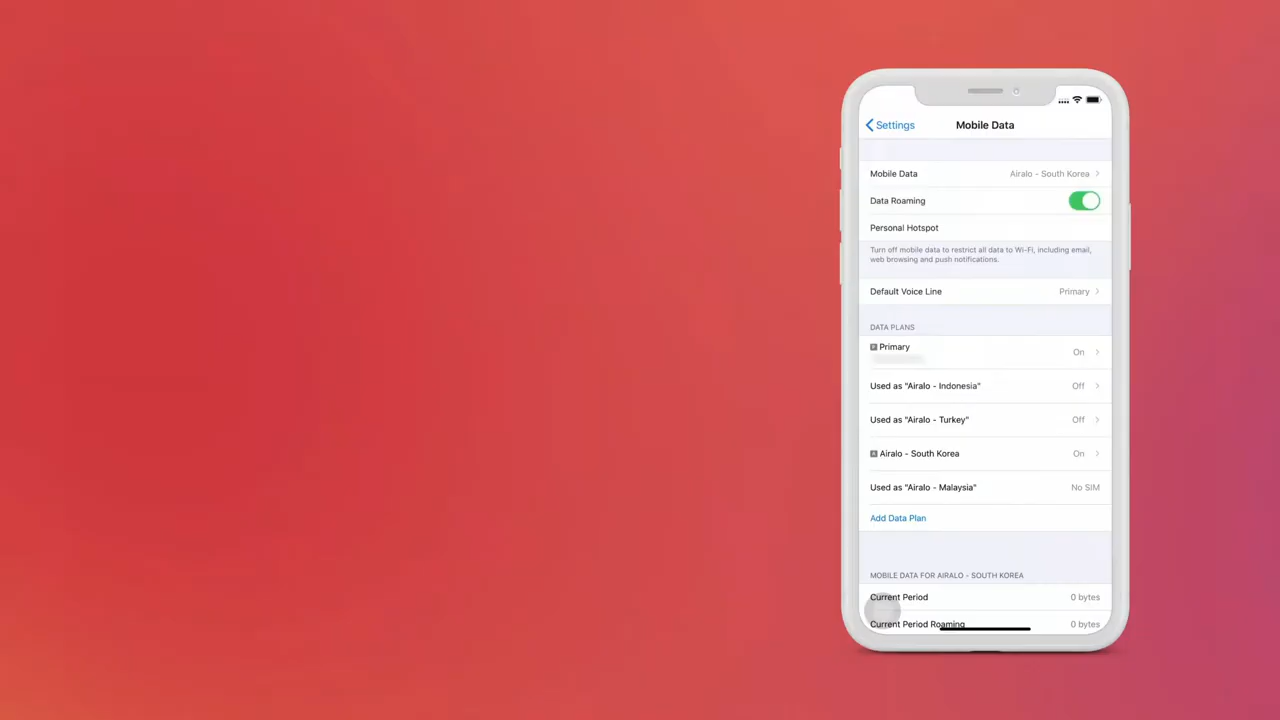 Settings
Mobile Data
Mobile Data
Airalo - South Korea
Data Roaming
Personal Hotspot
Turn off mobile data to restrict all data to Wi-Fi, including email,
web browsing and push notifications.
Default Voice Line
Primary
DATA PLANS
P Primary
On
Used as "Airalo - Indonesia"
Off
Used as "Airalo - Turkey"
Off
A Airalo - South Korea
On
Used as "Airalo - Malaysia"
No SIM
Add Data Plan
MOBILE DATA FOR AIRALO - SOUTH KOREA
Current Period
0 bytes
Current Period Roaming
0 bytes